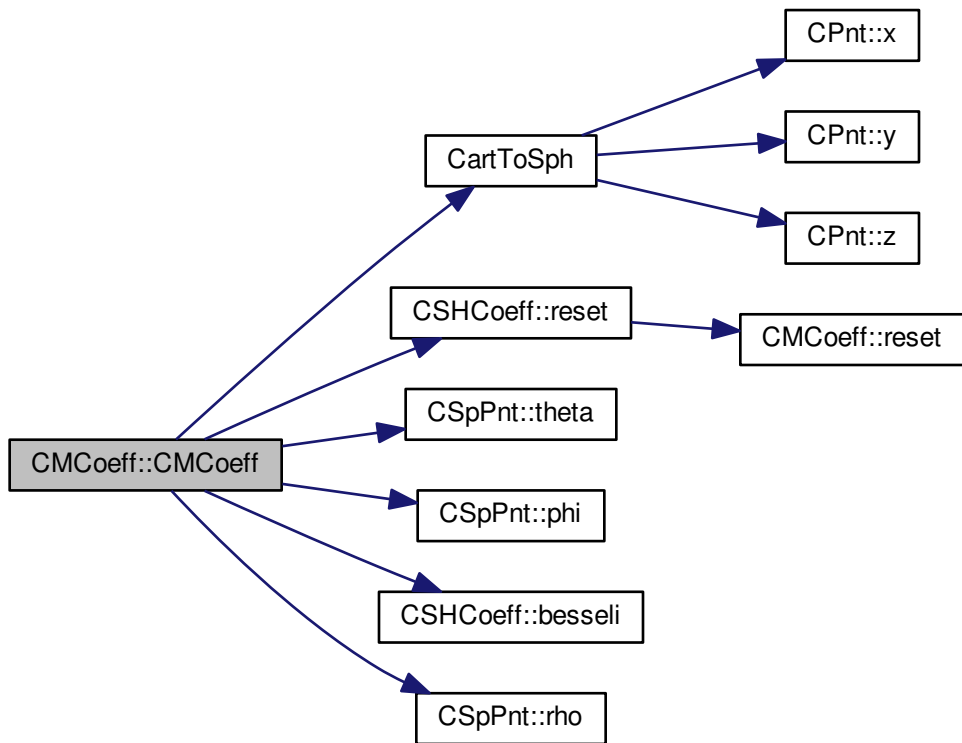 CPnt::x
CPnt::y
CartToSph
CPnt::z
CSHCoeff::reset
CMCoeff::reset
CSpPnt::theta
CMCoeff::CMCoeff
CSpPnt::phi
CSHCoeff::besseli
CSpPnt::rho